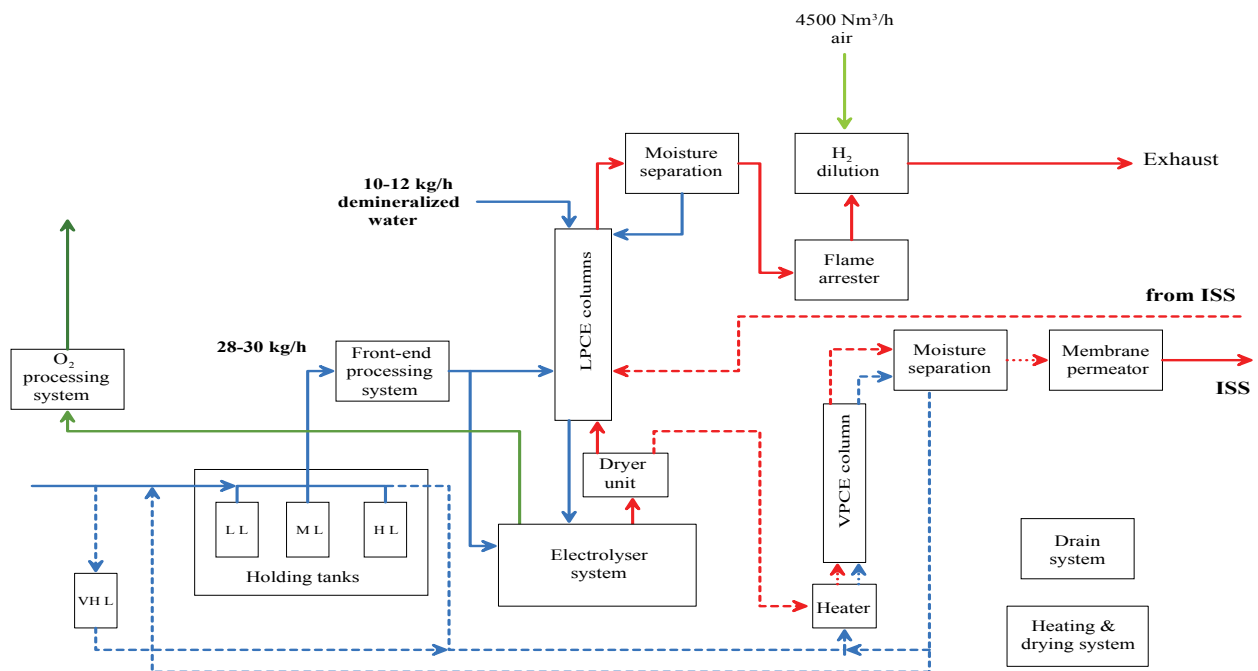 4500 Nm³/h
air
Moisture
separation
H₂
dilution
Exhaust
10-12 kg/h
demineralized
water
LPCE columns
Flame
arrester
from ISS
28-30 kg/h
Front-end
processing
system
O₂
processing
system
Moisture
separation
Membrane
permeator
ISS
VPCE column
Dryer
unit
L L
M L
H L
Holding tanks
Electrolyser
system
Drain
system
VH L
Heater
Heating &
drying system